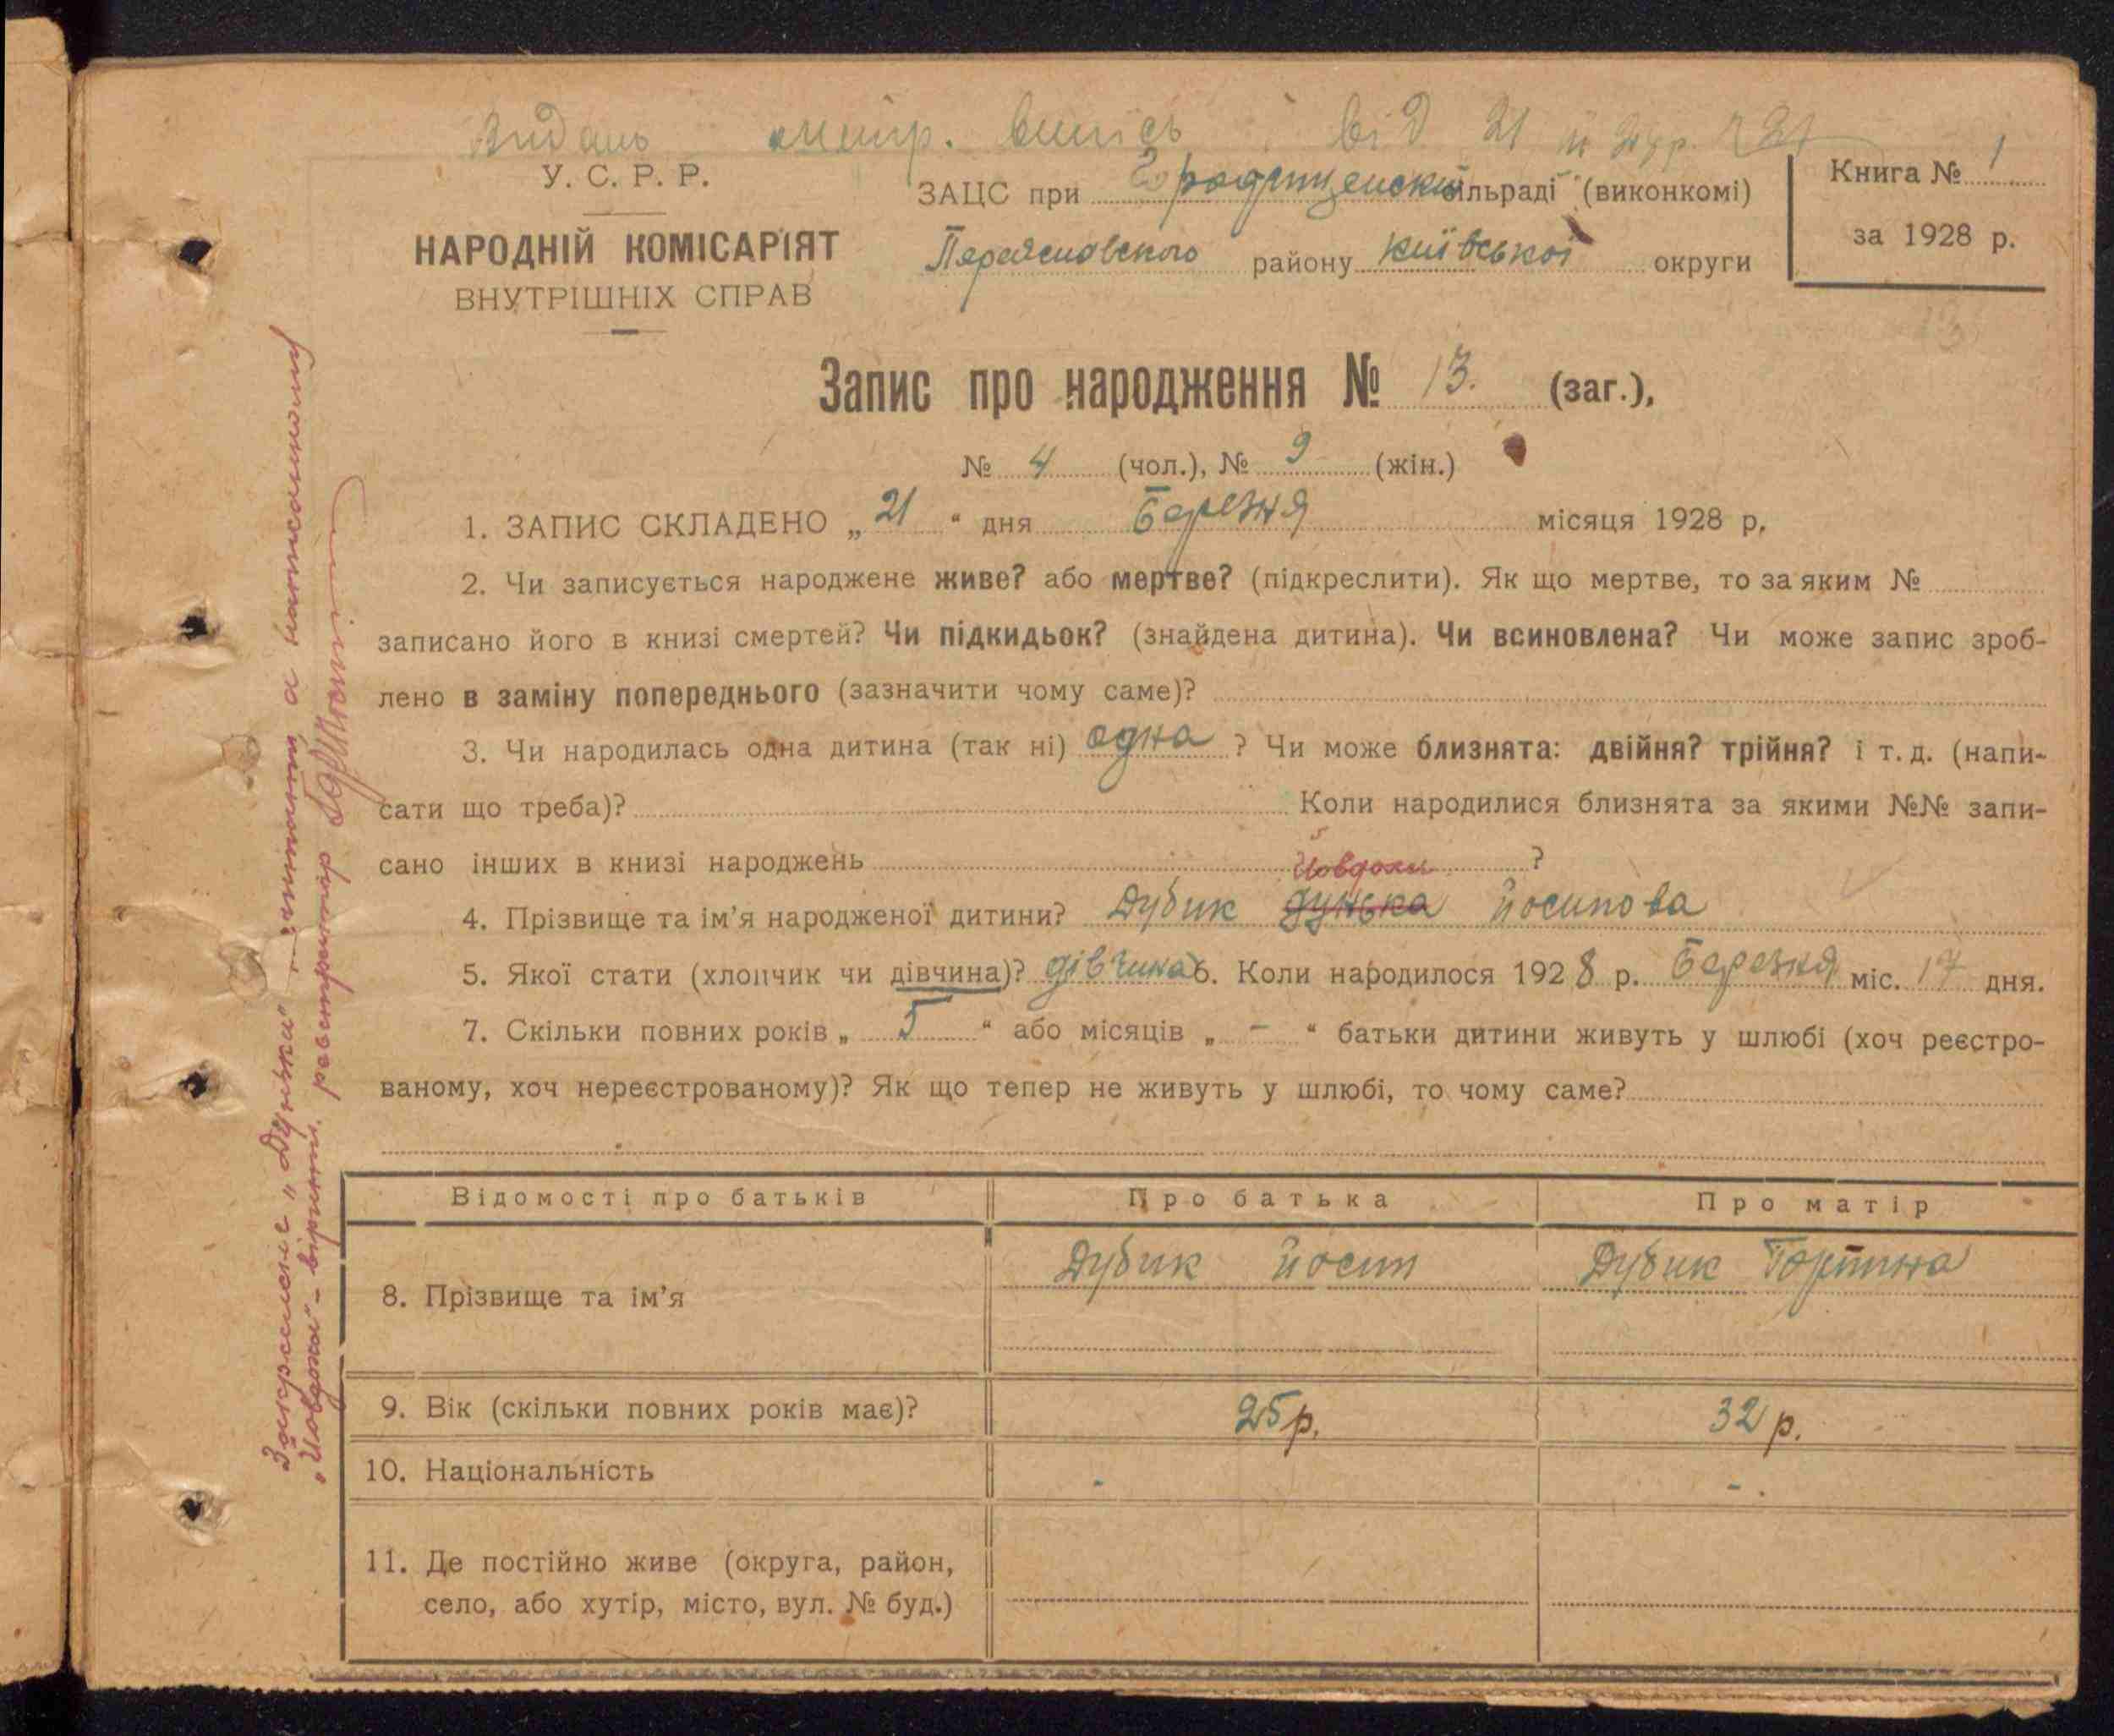 Видано метр. випись від 21
У. С. Р. Р.
НАРОДНІЙ КОМІСАРІЯТ
ВНУТРІШНІХ СПРАВ
ЗАЦС при сільраді (виконкомі)
району Київської округи
Книга № 1
за 1928 р.
Запис про народження № 13. (заг.),
№ 4 (чол.), № 9 (жін.)
1. ЗАПИС СКЛАДЕНО „21“ дня Березня місяця 1928 р.
2. Чи записується народжене живе? або мертве? (підкреслити). Як що мертве, то за яким №
записано його в книзі смертей? Чи підкидьок? (знайдена дитина). Чи всиновлена? Чи може запис зроб-
лено в заміну попереднього (зазначити чому саме)?
3. Чи народилась одна дитина (так ні) одна ? Чи може близнята: двійня? трійня? і т. д. (напи-
сати що треба)? Коли народилися близнята за якими №№ запи-
сано інших в книзі народжень ?
4. Прізвище та ім’я народженої дитини? Дубик Дунька Йосипова
5. Якої стати (хлопчик чи дівчина)? дівчина 6. Коли народилося 1928 р. Березня міс. 17 дня.
7. Скільки повних років „5“ або місяців „-“ батьки дитини живуть у шлюбі (хоч реєстро-
ваному, хоч нереєстрованому)? Як що тепер не живуть у шлюбі, то чому саме?
Відомості про батьків Про батька Про матір
8. Прізвище та ім’я Дубик Йосип Дубик
9. Вік (скільки повних років має)? 25 р. 32 р.
10. Національність - -.
11. Де постійно живе (округа, район,
село, або хутір, місто, вул. № буд.)
„Дунька“ а написаному
реєстратор